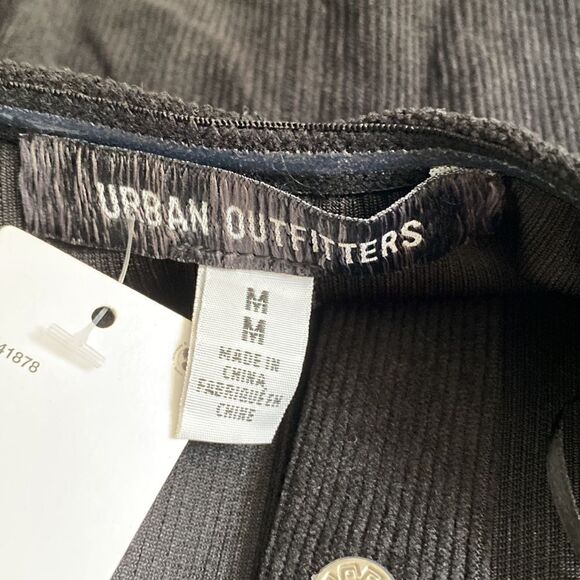 URBAN OUTFITTERS
M
M
MADE IN
CHINA
FABRIQUÉ EN
CHINE
41878